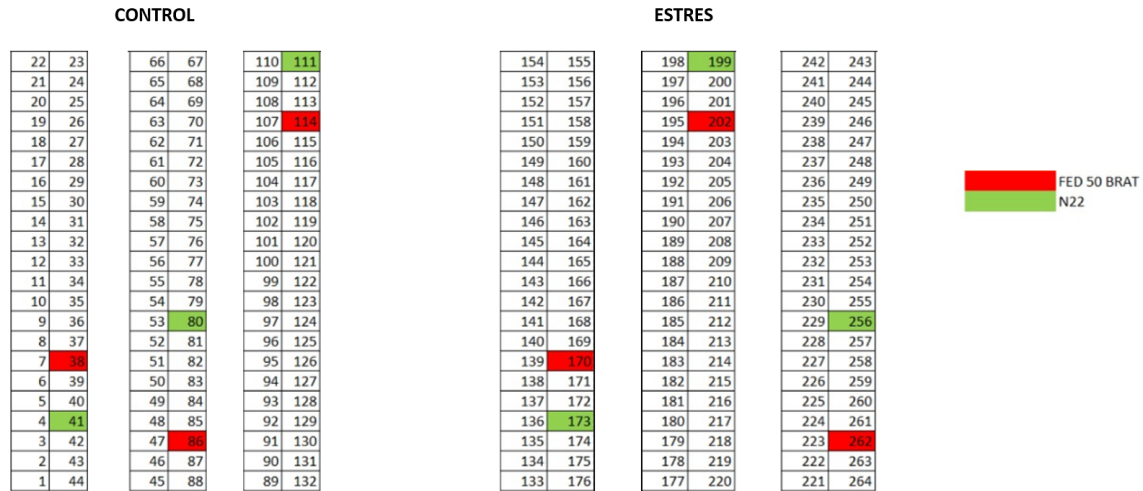 CONTROL ESTRES
22 23 66 67 110 111 154 155 198 199 242 243
21 24 65 68 109 112 153 156 197 200 241 244
20 25 64 69 108 113 152 157 196 201 240 245
19 26 63 70 107 114 151 158 195 202 239 246
18 27 62 71 106 115 150 159 194 203 238 247
17 28 61 72 105 116 149 160 193 204 237 248
16 29 60 73 104 117 148 161 192 205 236 249 FED 50 BRAT
15 30 59 74 103 118 147 162 191 206 235 250 N22
14 31 58 75 102 119 146 163 190 207 234 251
13 32 57 76 101 120 145 164 189 208 233 252
12 33 56 77 100 121 144 165 188 209 232 253
11 34 55 78 99 122 143 166 187 210 231 254
10 35 54 79 98 123 142 167 186 211 230 255
9 36 53 80 97 124 141 168 185 212 229 256
8 37 52 81 96 125 140 169 184 213 228 257
7 38 51 82 95 126 139 170 183 214 227 258
6 39 50 83 94 127 138 171 182 215 226 259
5 40 49 84 93 128 137 172 181 216 225 260
4 41 48 85 92 129 136 173 180 217 224 261
3 42 47 86 91 130 135 174 179 218 223 262
2 43 46 87 90 131 134 175 178 219 222 263
1 44 45 88 89 132 133 176 177 220 221 264